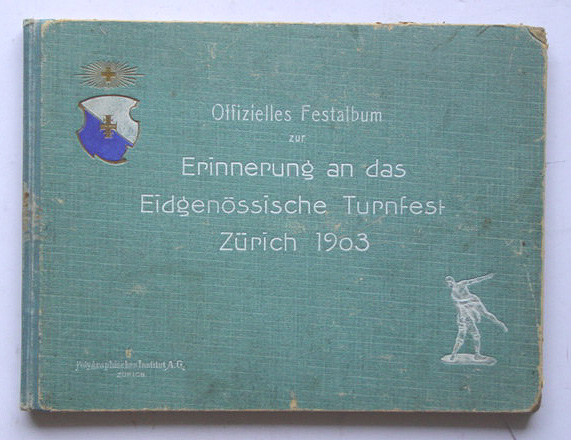 Offizielles Festalbum
zur
Erinnerung an das
Eidgenössische Turnfest
Zürich 1903
Polygraphisches Institut A.G.
ZÜRICH